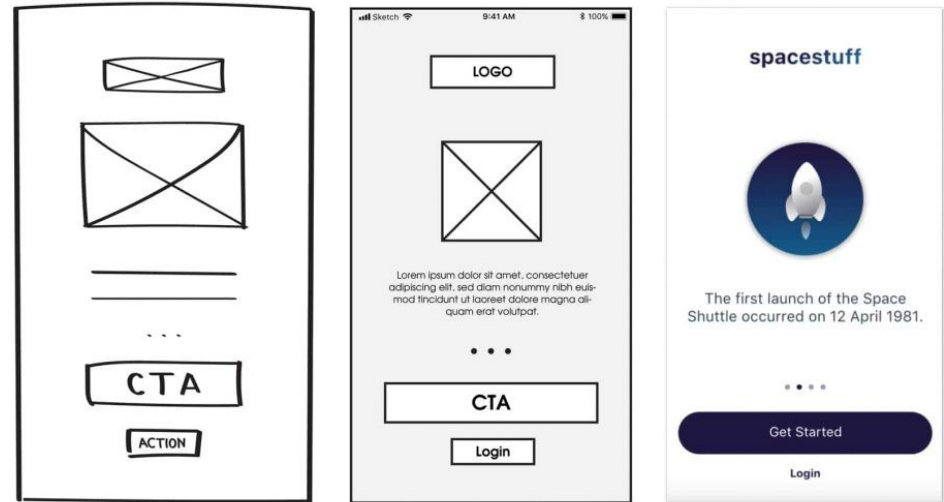 CTA
ACTION
Sketch
9:41 AM
100%
LOGO
Lorem ipsum dolor sit amet, consectetuer
adipiscing elit, sed diam nonummy nibh euis-
mod tincidunt ut laoreet dolore magna ali-
quam erat volutpat.
CTA
Login
spacestuff
The first launch of the Space
Shuttle occurred on 12 April 1981.
Get Started
Login